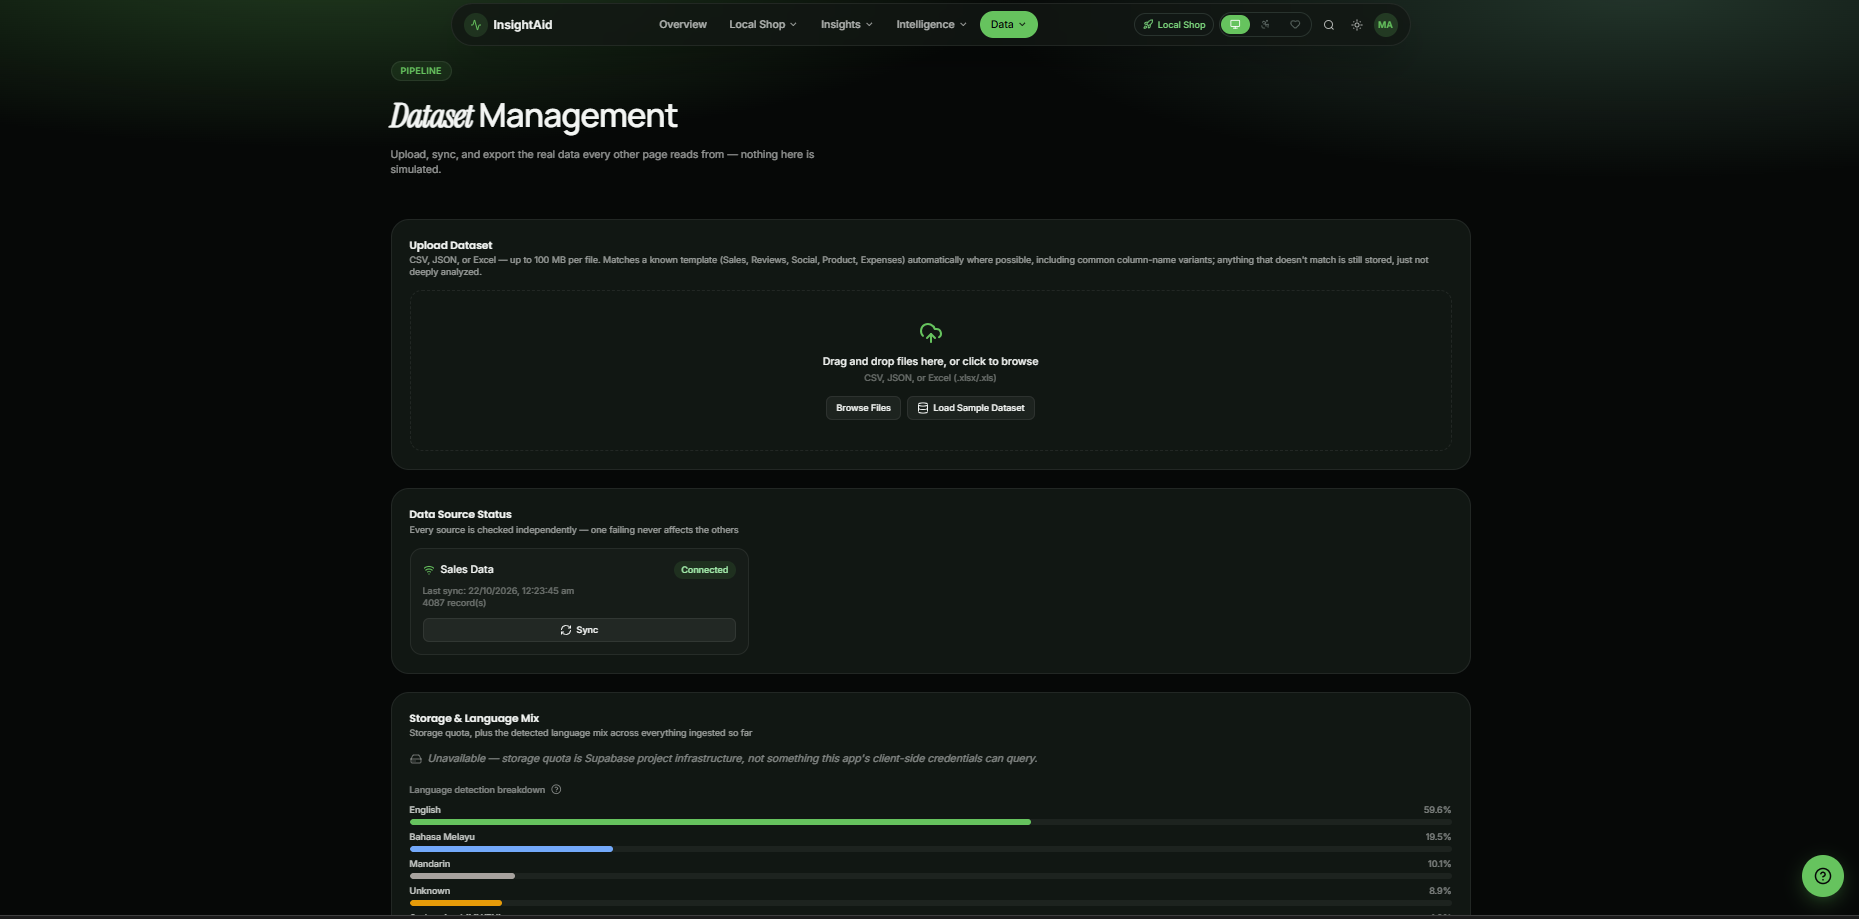 InsightAid
Overview
Local Shop
Insights
Intelligence
Data
Local Shop
MA
PIPELINE
Dataset Management
Upload, sync, and export the real data every other page reads from — nothing here is
simulated.
Upload Dataset
CSV, JSON, or Excel — up to 100 MB per file. Matches a known template (Sales, Reviews, Social, Product, Expenses) automatically where possible, including common column-name variants; anything that doesn't match is still stored, just not
deeply analyzed.
Drag and drop files here, or click to browse
CSV, JSON, or Excel (.xlsx/.xls)
Browse Files
Load Sample Dataset
Data Source Status
Every source is checked independently — one failing never affects the others
Sales Data
Connected
Last sync: 22/10/2026, 12:23:45 am
4087 record(s)
Sync
Storage & Language Mix
Storage quota, plus the detected language mix across everything ingested so far
Unavailable — storage quota is Supabase project infrastructure, not something this app's client-side credentials can query.
Language detection breakdown
English 59.6%
Bahasa Melayu 19.5%
Mandarin 10.1%
Unknown 8.9%